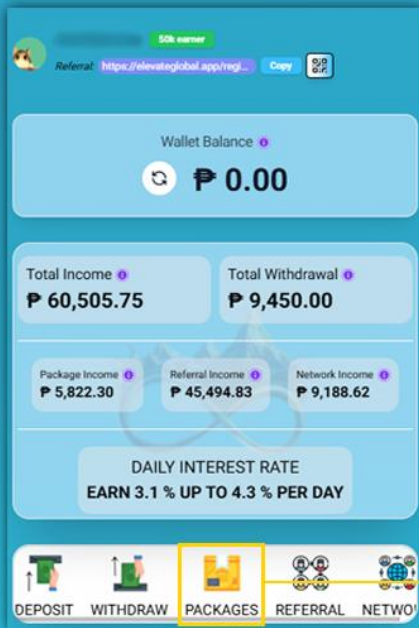 50k earner
Referral: https://elevateglobal.app/regi... Copy
Wallet Balance
₱ 0.00
Total Income
Total Withdrawal
₱ 60,505.75
₱ 9,450.00
Package Income
Referral Income
Network Income
₱ 5,822.30
₱ 45,494.83
₱ 9,188.62
DAILY INTEREST RATE
EARN 3.1 % UP TO 4.3 % PER DAY
DEPOSIT WITHDRAW PACKAGES REFERRAL NETWO